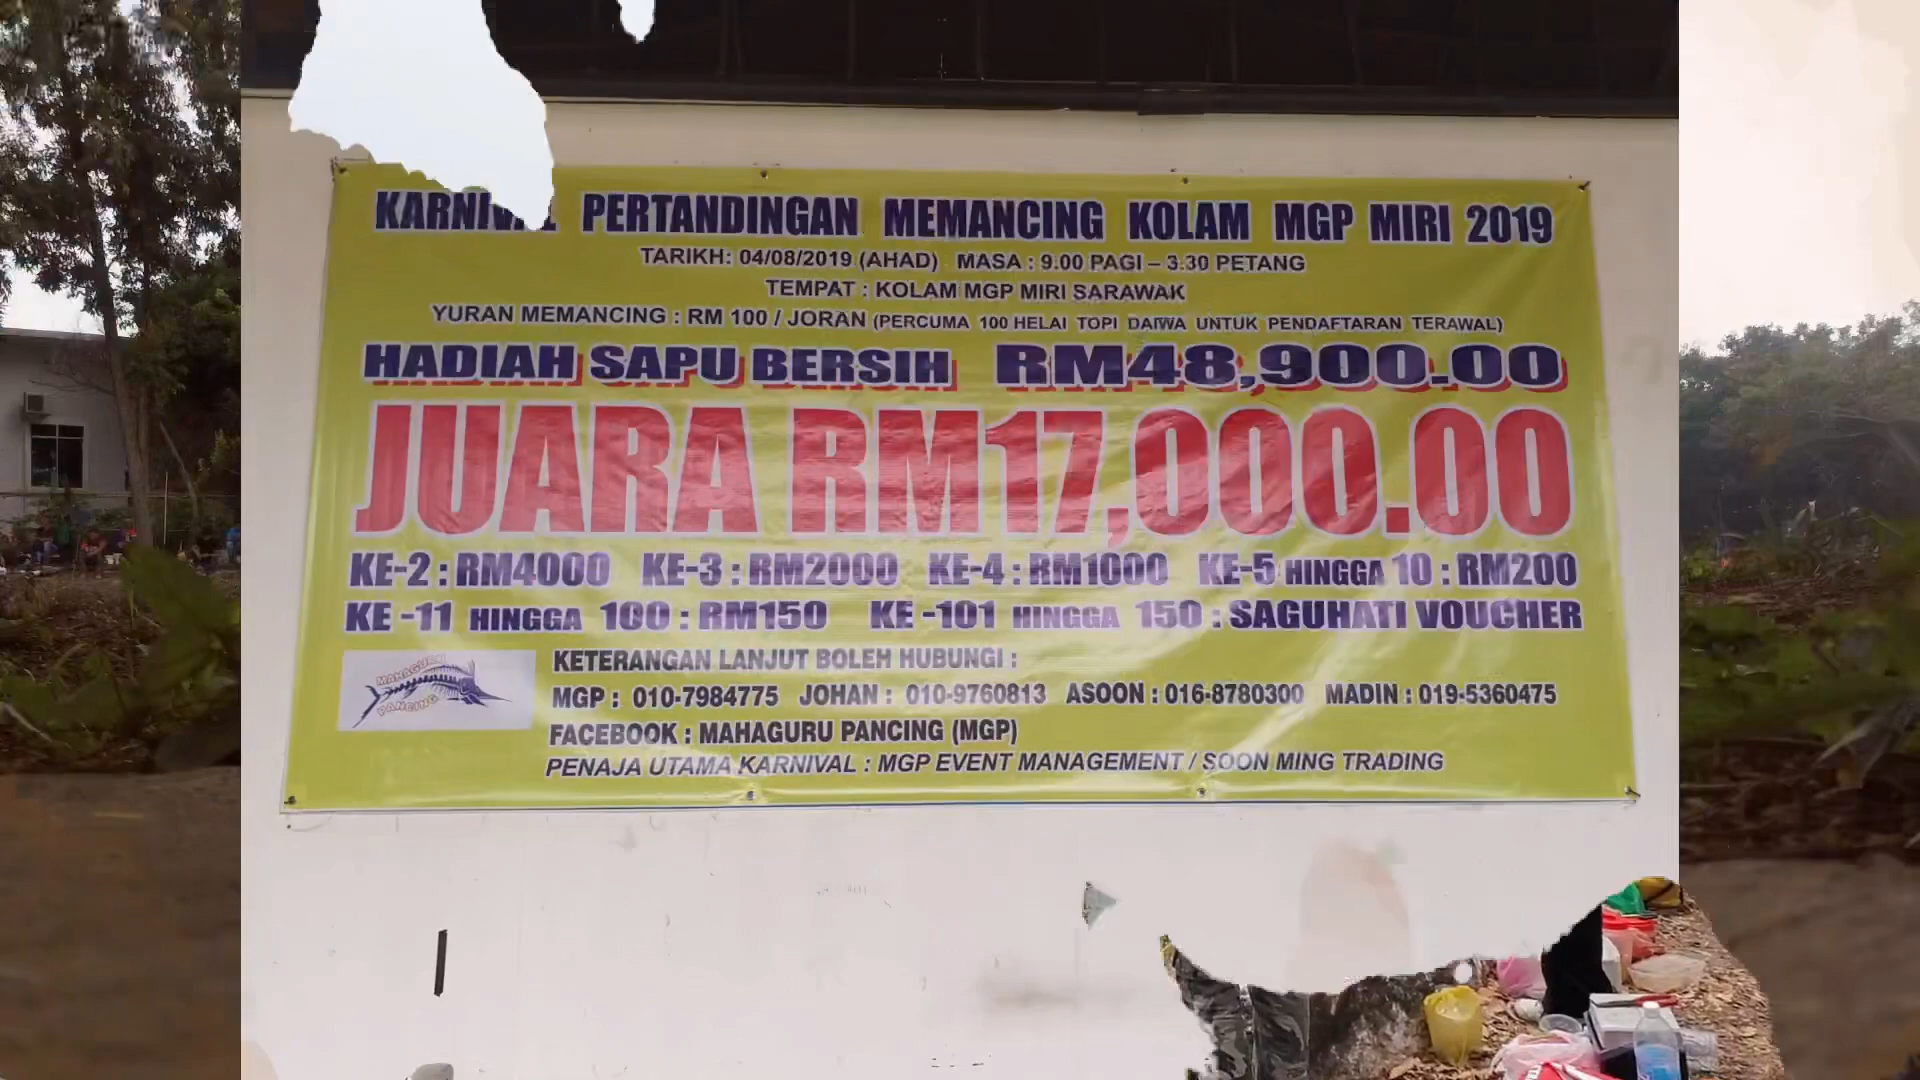 KARNIVAL PERTANDINGAN MEMANCING KOLAM MGP MIRI 2019
TARIKH: 04/08/2019 (AHAD) MASA : 9.00 PAGI – 3.30 PETANG
TEMPAT : KOLAM MGP MIRI SARAWAK
YURAN MEMANCING : RM 100 / JORAN (PERCUMA 100 HELAI TOPI DAIWA UNTUK PENDAFTARAN TERAWAL)
HADIAH SAPU BERSIH RM48,900.00
JUARA RM17,000.00
KE-2 : RM4000 KE-3 : RM2000 KE-4 : RM1000 KE-5 HINGGA 10 : RM200
KE -11 HINGGA 100 : RM150 KE -101 HINGGA 150 : SAGUHATI VOUCHER
MAHAGURU
PANCING
KETERANGAN LANJUT BOLEH HUBUNGI :
MGP : 010-7984775 JOHAN : 010-9760813 ASOON : 016-8780300 MADIN : 019-5360475
FACEBOOK : MAHAGURU PANCING (MGP)
PENAJA UTAMA KARNIVAL : MGP EVENT MANAGEMENT / SOON MING TRADING